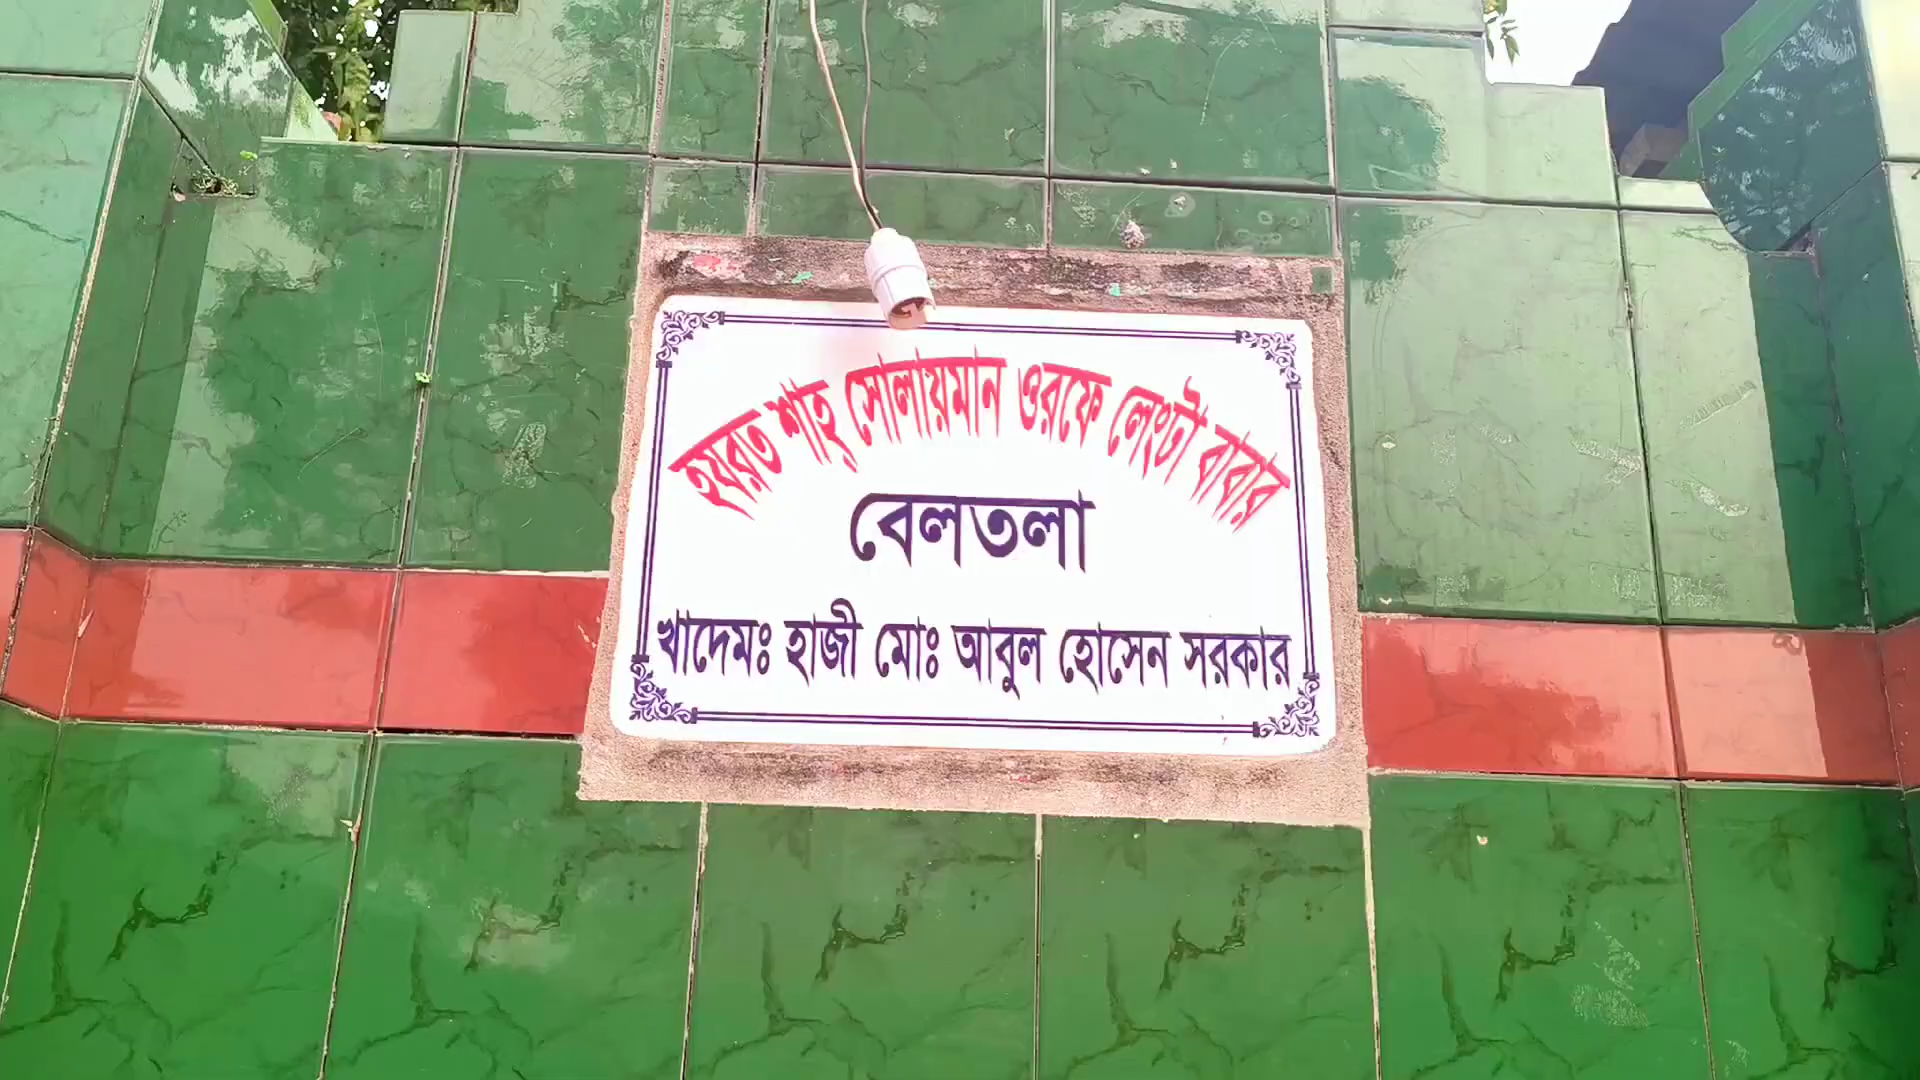 হযরত শাহ্ সোলায়মান ওরফে লেংটা বাবার
বেলতলা
খাদেমঃ হাজী মোঃ আবুল হোসেন সরকার